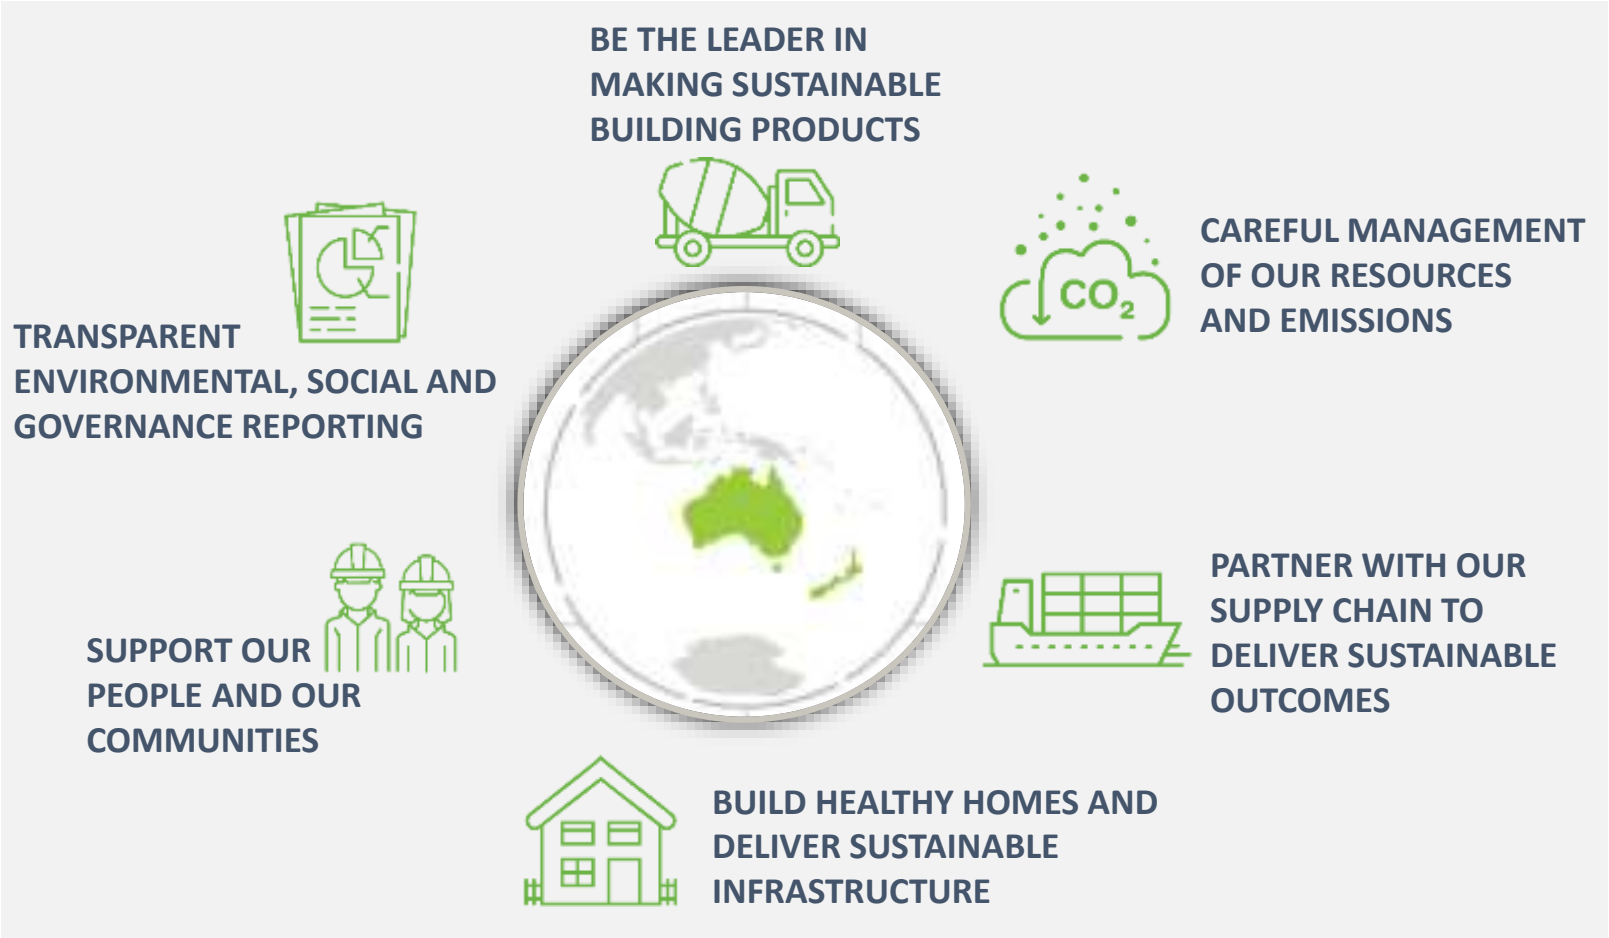 BE THE LEADER IN
MAKING SUSTAINABLE
BUILDING PRODUCTS
CAREFUL MANAGEMENT
OF OUR RESOURCES
AND EMISSIONS
CO₂
PARTNER WITH OUR
SUPPLY CHAIN TO
DELIVER SUSTAINABLE
OUTCOMES
BUILD HEALTHY HOMES AND
DELIVER SUSTAINABLE
INFRASTRUCTURE
SUPPORT OUR
PEOPLE AND OUR
COMMUNITIES
TRANSPARENT
ENVIRONMENTAL, SOCIAL AND
GOVERNANCE REPORTING